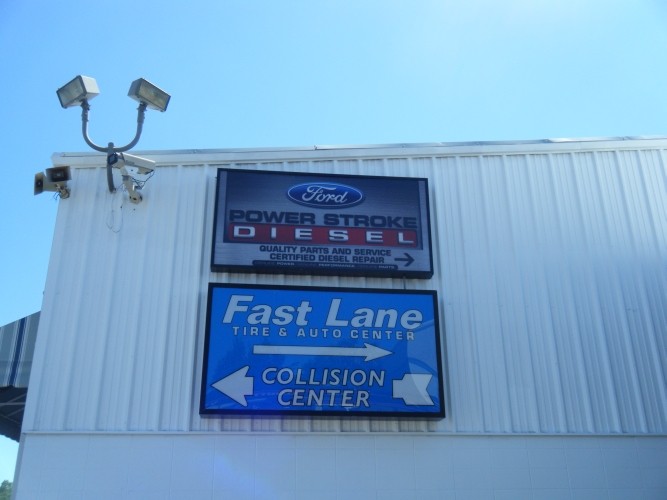 Ford
POWER STROKE
DIESEL
QUALITY PARTS AND SERVICE
CERTIFIED DIESEL REPAIR
Fast Lane
TIRE & AUTO CENTER
COLLISION
CENTER